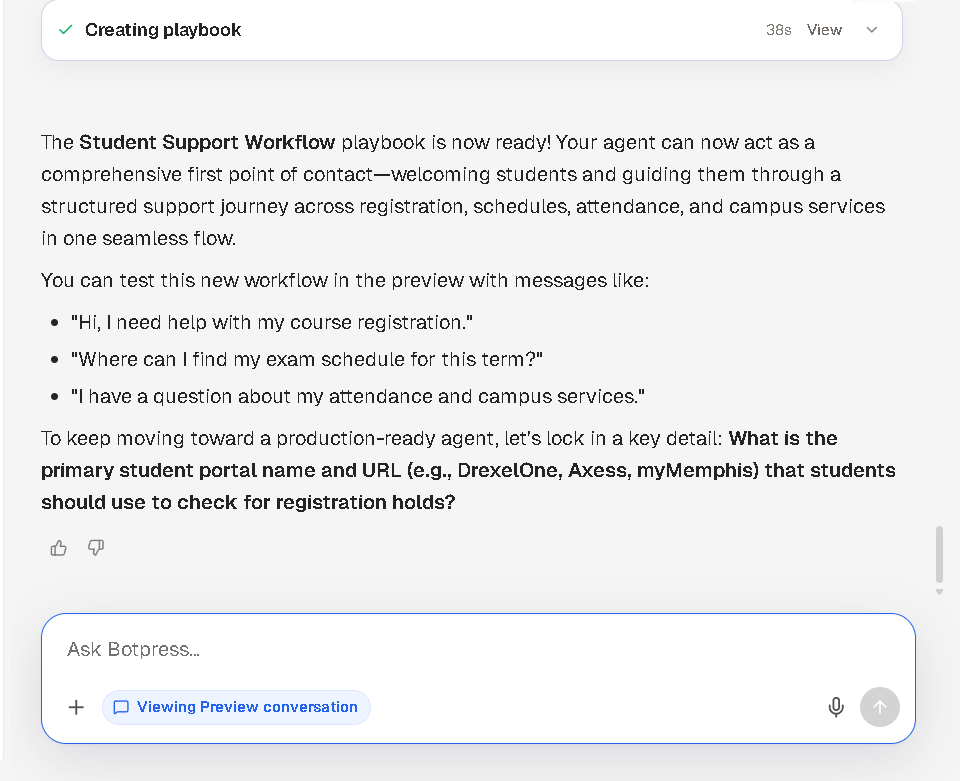 Creating playbook 38s View
The Student Support Workflow playbook is now ready! Your agent can now act as a
comprehensive first point of contact—welcoming students and guiding them through a
structured support journey across registration, schedules, attendance, and campus services
in one seamless flow.
You can test this new workflow in the preview with messages like:
• "Hi, I need help with my course registration."
• "Where can I find my exam schedule for this term?"
• "I have a question about my attendance and campus services."
To keep moving toward a production-ready agent, let's lock in a key detail: What is the
primary student portal name and URL (e.g., DrexelOne, Axess, myMemphis) that students
should use to check for registration holds?
Ask Botpress...
Viewing Preview conversation